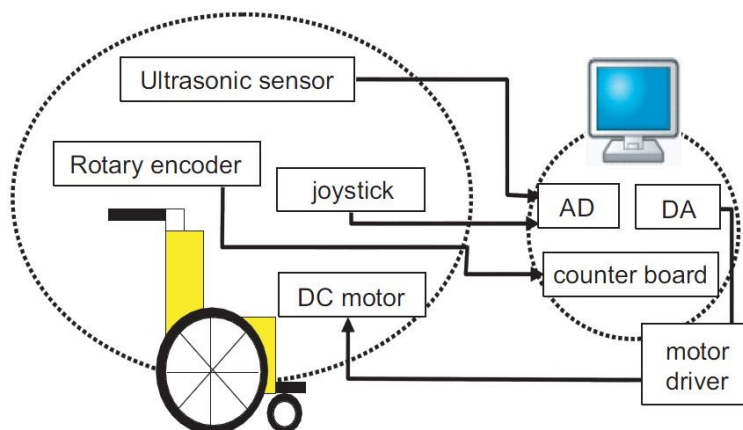 Ultrasonic sensor
Rotary encoder
joystick
AD
DA
counter board
DC motor
motor
driver